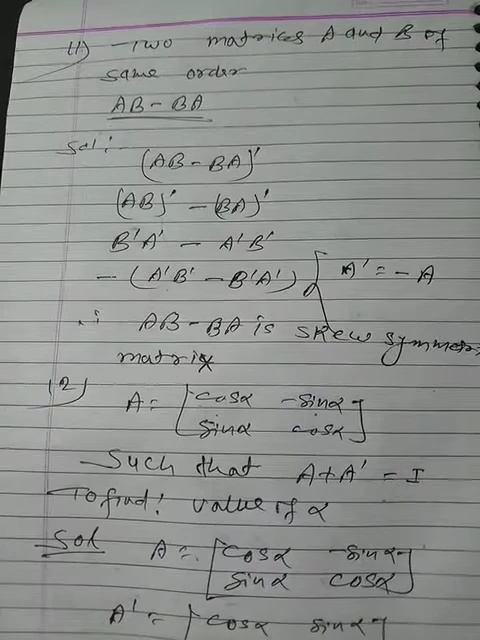 11) - Two matrices A and B of
same order
AB - BA
Sol :-
(AB - BA)'
(AB)' - (BA)'
B'A' - A'B'
- (A'B' - B'A') } A' = -A
∴ AB - BA is skew symmetric
matrix
(2)
A = [cosα -sinα
sinα cosα]
Such that A + A' = I
To find : value of α
Sol A = [cosα -sinα
sinα cosα]
A' = [cosα sinα